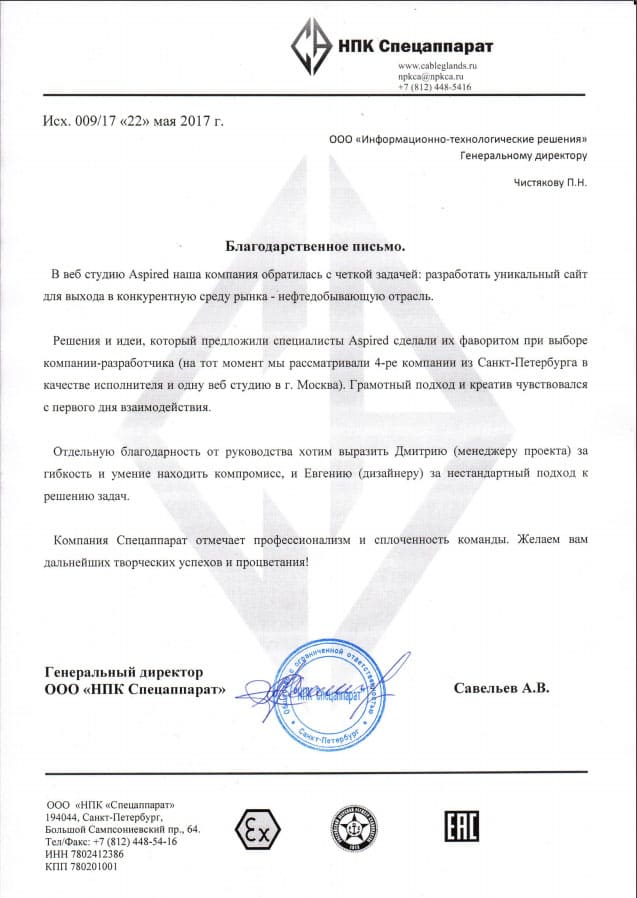 НПК Спецаппарат
www.cableglands.ru
npkca@npkca.ru
+7 (812) 448-5416
Исх. 009/17 «22» мая 2017 г.
ООО «Информационно-технологические решения»
Генеральному директору
Чистякову П.Н.
Благодарственное письмо.
В веб студию Aspired наша компания обратилась с четкой задачей: разработать уникальный сайт
для выхода в конкурентную среду рынка - нефтедобывающую отрасль.
Решения и идеи, который предложили специалисты Aspired сделали их фаворитом при выборе
компании-разработчика (на тот момент мы рассматривали 4-ре компании из Санкт-Петербурга в
качестве исполнителя и одну веб студию в г. Москва). Грамотный подход и креатив чувствовался
с первого дня взаимодействия.
Отдельную благодарность от руководства хотим выразить Дмитрию (менеджеру проекта) за
гибкость и умение находить компромисс, и Евгению (дизайнеру) за нестандартный подход к
решению задач.
Компания Спецаппарат отмечает профессионализм и сплоченность команды. Желаем вам
дальнейших творческих успехов и процветания!
Генеральный директор
ООО «НПК Спецаппарат»
с ограниченной ответственностью
НПК Спецаппарат
Санкт-Петербург
Савельев А.В.
ООО «НПК «Спецаппарат»
194044, Санкт-Петербург,
Большой Сампсониевский пр., 64.
Тел/Факс: +7 (812) 448-54-16
ИНН 7802412386
КПП 780201001
Ex
EAC